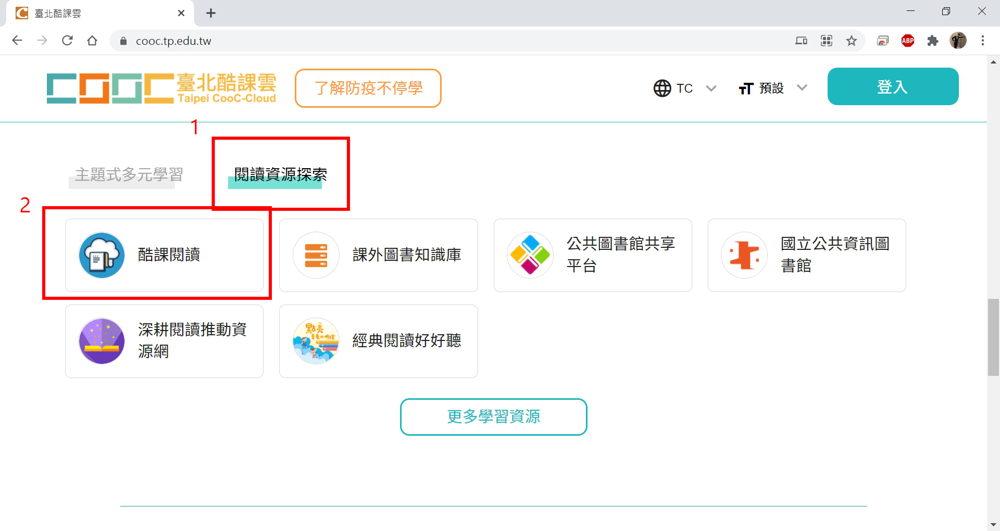 臺北酷課雲
cooc.tp.edu.tw
ABP
COOC 臺北酷課雲
Taipei CooC-Cloud
了解防疫不停學
TC
TT 預設
登入
1
主題式多元學習
閱讀資源探索
2
酷課閱讀
課外圖書知識庫
公共圖書館共享
平台
國立公共資訊圖
書館
深耕閱讀推動資
源網
點亮
經典閱讀好好聽
更多學習資源